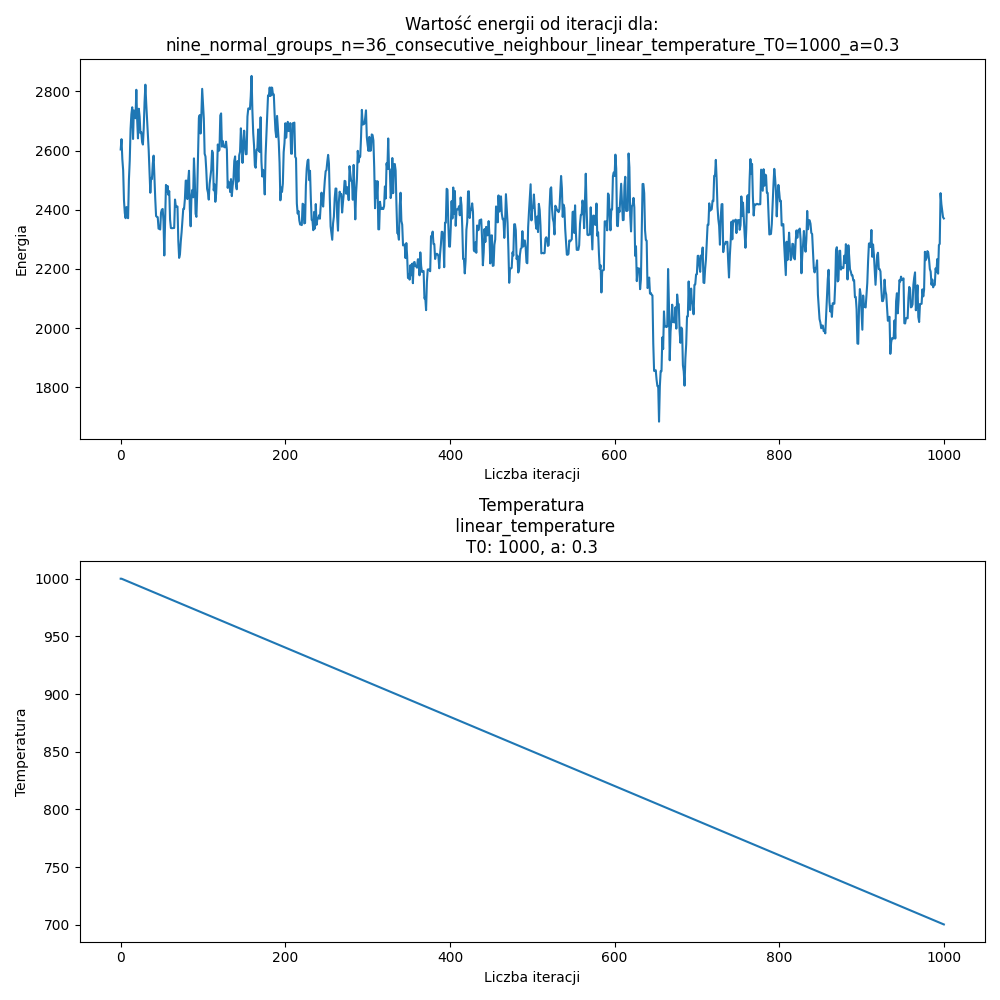 Wartość energii od iteracji dla:
nine_normal_groups_n=36_consecutive_neighbour_linear_temperature_T0=1000_a=0.3
2800
2600
2400
2200
2000
1800
Energia
0 200 400 600 800 1000
Liczba iteracji
Temperatura
linear_temperature
T0: 1000, a: 0.3
1000
950
900
850
800
750
700
Temperatura
0 200 400 600 800 1000
Liczba iteracji